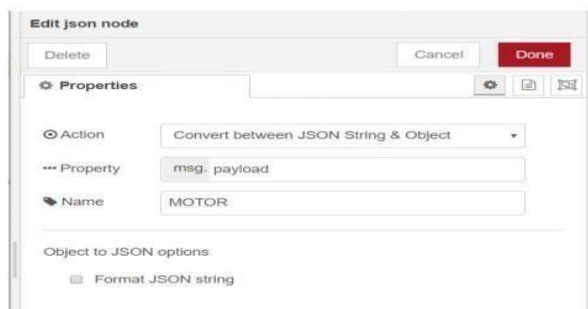 Edit json node
Delete Cancel Done
Properties
Action Convert between JSON String & Object
Property msg. payload
Name MOTOR
Object to JSON options
Format JSON string